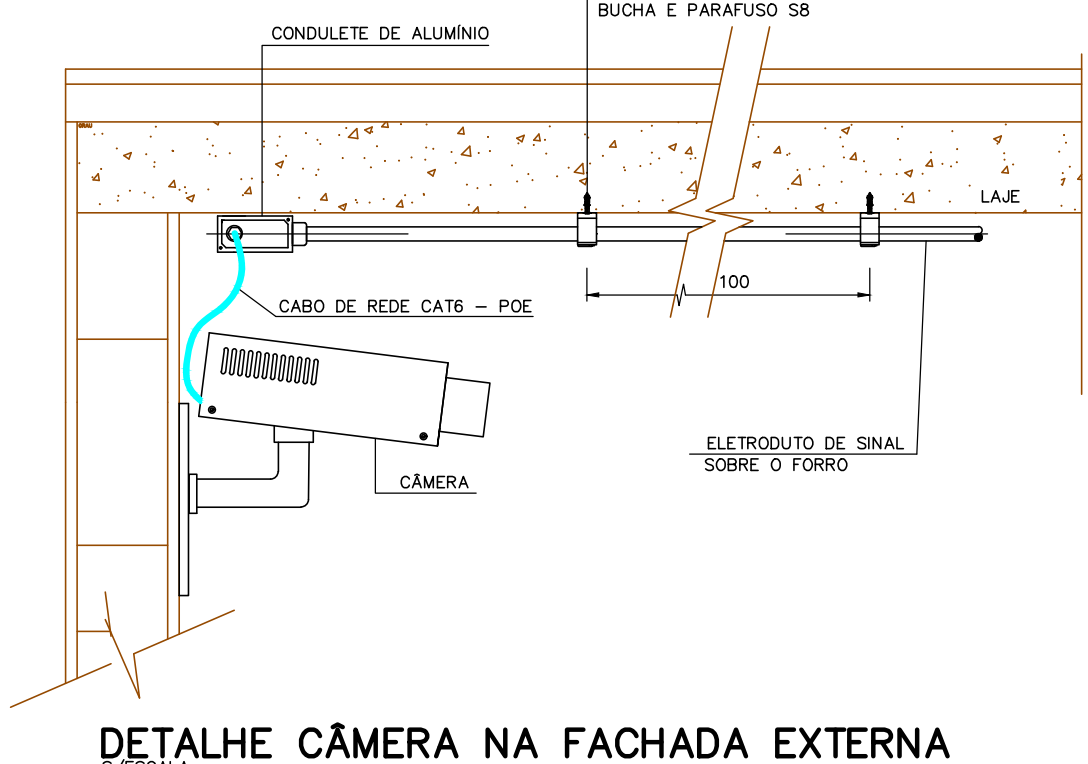 BUCHA E PARAFUSO S8
CONDULETE DE ALUMÍNIO
LAJE
100
CABO DE REDE CAT6 – POE
ELETRODUTO DE SINAL
SOBRE O FORRO
CÂMERA
DETALHE CÂMERA NA FACHADA EXTERNA
S/ESCALA